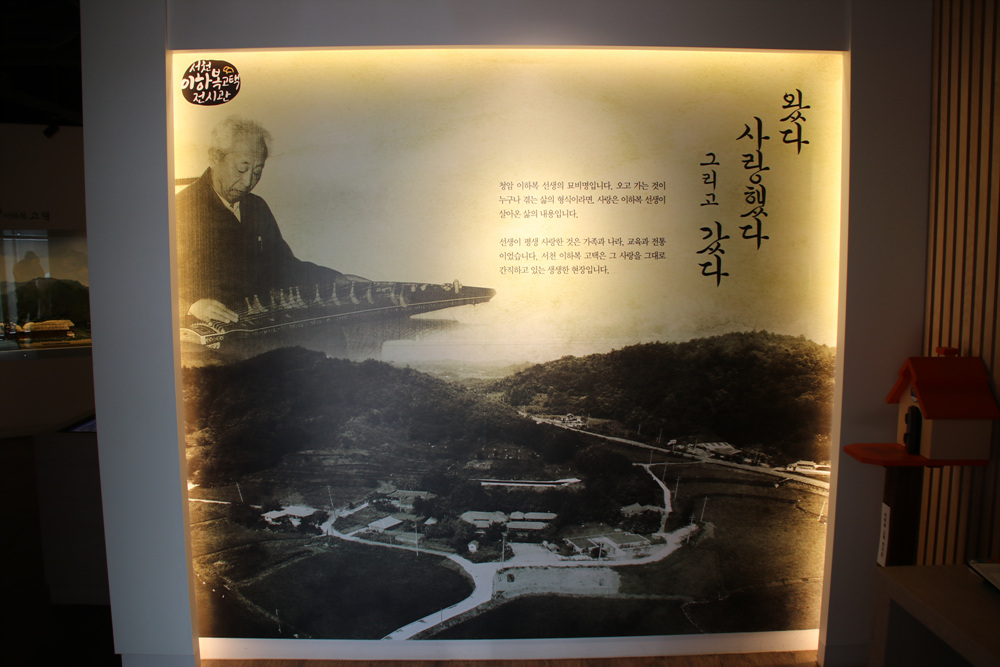 서천
이하복고택
전시관
왔다
사랑했다
그리고 갔다
청암 이하복 선생의 묘비명입니다. 오고 가는 것이
누구나 겪는 삶의 형식이라면, 사랑은 이하복 선생이
살아온 삶의 내용입니다.
선생이 평생 사랑한 것은 가족과 나라, 교육과 전통
이었습니다. 서천 이하복 고택은 그 사랑을 그대로
간직하고 있는 생생한 현장입니다.